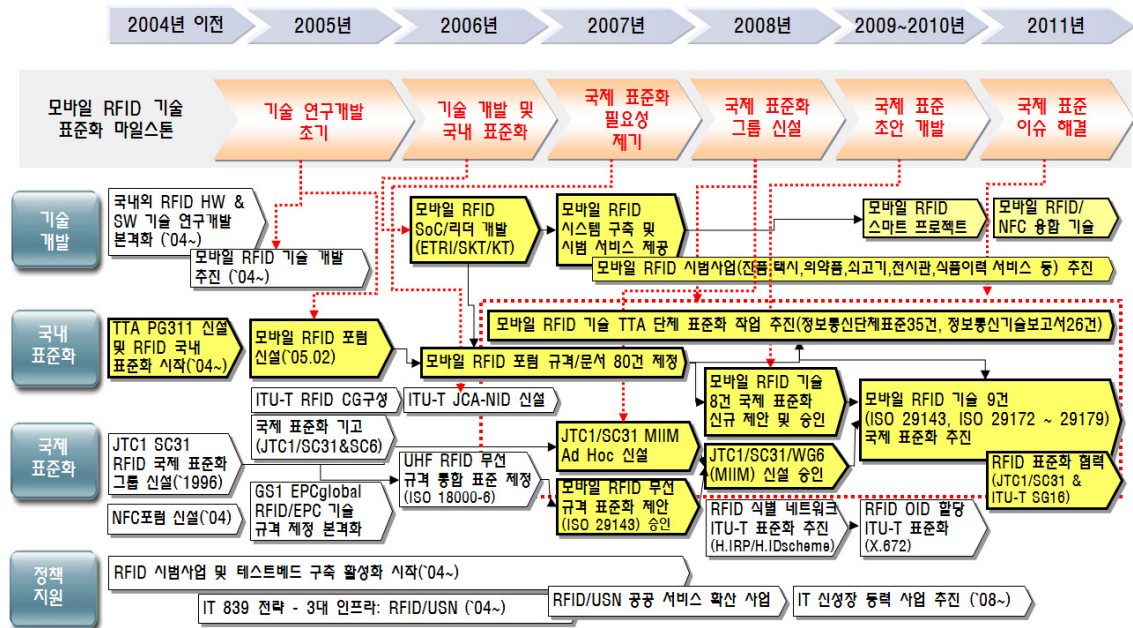 2004년 이전
2005년
2006년
2007년
2008년
2009~2010년
2011년
모바일 RFID 기술
표준화 마일스톤
기술 연구개발
초기
기술 개발 및
국내 표준화
국제 표준화
필요성
제기
국제 표준화
그룹 신설
국제 표준
초안 개발
국제 표준
이슈 해결
기술
개발
국내외 RFID HW &
SW 기술 연구개발
본격화 (`04~)
모바일 RFID 기술 개발
추진 (`04~)
모바일 RFID
SoC/리더 개발
(ETRI/SKT/KT)
모바일 RFID
시스템 구축 및
시범 서비스 제공
모바일 RFID
스마트 프로젝트
모바일 RFID/
NFC 융합 기술
모바일 RFID 시범사업(진품,택시,의약품,쇠고기,전시관,식품이력 서비스 등) 추진
국내
표준화
TTA PG311 신설
및 RFID 국내
표준화 시작(`04~)
모바일 RFID 포럼
신설(`05.02)
모바일 RFID 기술 TTA 단체 표준화 작업 추진(정보통신단체표준35건, 정보통신기술보고서26건)
모바일 RFID 포럼 규격/문서 80건 제정
국제
표준화
ITU-T RFID CG구성
ITU-T JCA-NID 신설
국제 표준화 기고
(JTC1/SC31&SC6)
JTC1 SC31
RFID 국제 표준화
그룹 신설(`1996)
NFC포럼 신설(`04)
GS1 EPCglobal
RFID/EPC 기술
규격 제정 본격화
UHF RFID 무선
규격 통합 표준 제정
(ISO 18000-6)
JTC1/SC31 MIIM
Ad Hoc 신설
모바일 RFID 무선
규격 표준화 제안
(ISO 29143) 승인
모바일 RFID 기술
8건 국제 표준화
신규 제안 및 승인
JTC1/SC31/WG6
(MIIM) 신설 승인
RFID 식별 네트워크
ITU-T 표준화 추진
(H.IRP/H.IDscheme)
모바일 RFID 기술 9건
(ISO 29143, ISO 29172 ~ 29179)
국제 표준화 추진
RFID 표준화 협력
(JTC1/SC31 &
ITU-T SG16)
RFID OID 할당
ITU-T 표준화
(X.672)
정책
지원
RFID 시범사업 및 테스트베드 구축 활성화 시작(`04~)
IT 839 전략 - 3대 인프라: RFID/USN (`04~)
RFID/USN 공공 서비스 확산 사업
IT 신성장 동력 사업 추진 (`08~)